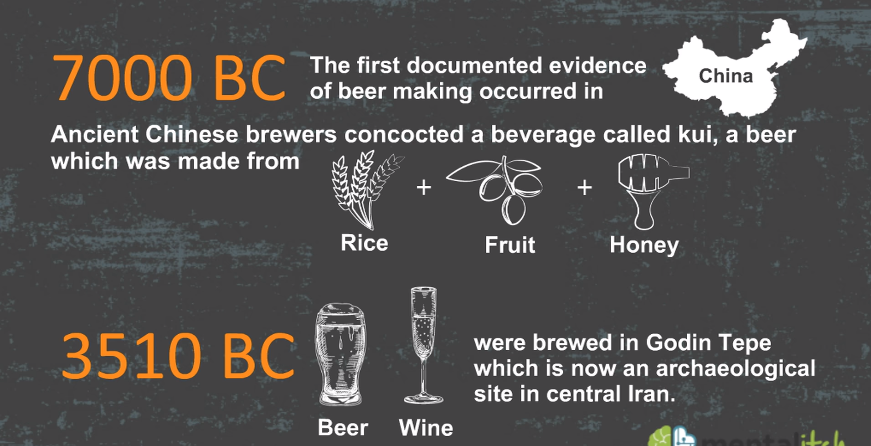 7000 BC
The first documented evidence
of beer making occurred in
China
Ancient Chinese brewers concocted a beverage called kui, a beer
which was made from
+ +
Rice Fruit Honey
3510 BC
were brewed in Godin Tepe
which is now an archaeological
site in central Iran.
Beer Wine
mentalitch